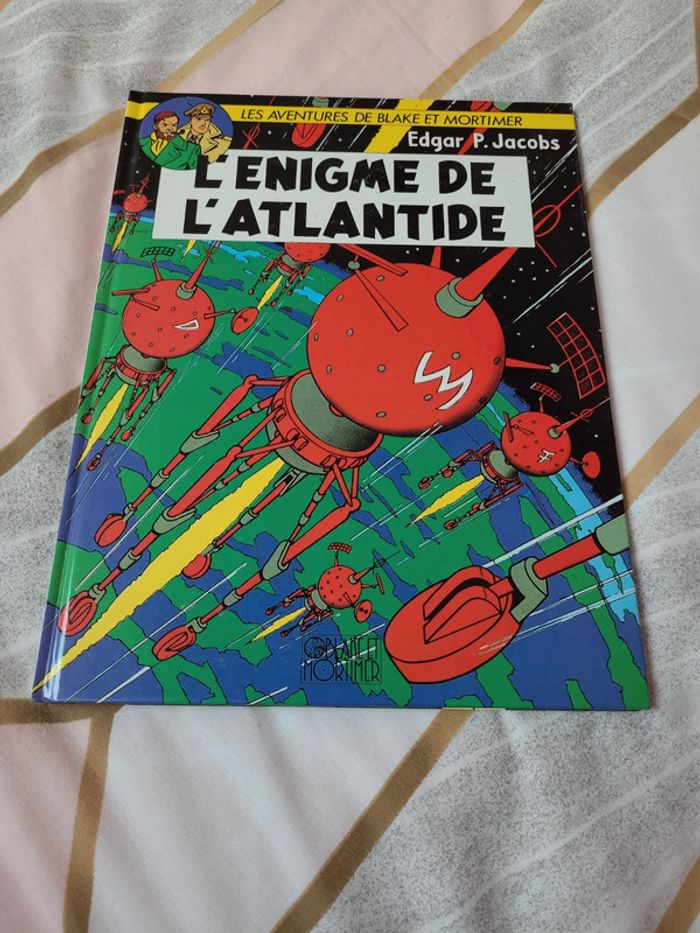 LES AVENTURES DE BLAKE ET MORTIMER
Edgar P. Jacobs
L'ENIGME DE
L'ATLANTIDE
BLAKE ET
MORTIMER